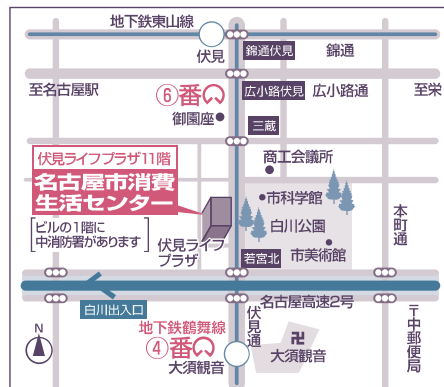 地下鉄東山線
伏見
錦通伏見
錦通
至名古屋駅
⑥番
広小路伏見
広小路通
至栄
御園座
三蔵
商工会議所
伏見ライフプラザ11階
名古屋市消費
生活センター
ビルの1階に
中消防署があります
市科学館
白川公園
本町通
伏見ライフ
プラザ
若宮北
市美術館
白川出入口
名古屋高速2号
N
地下鉄鶴舞線
④番
大須観音
伏見通
卍
大須観音
〒中郵便局